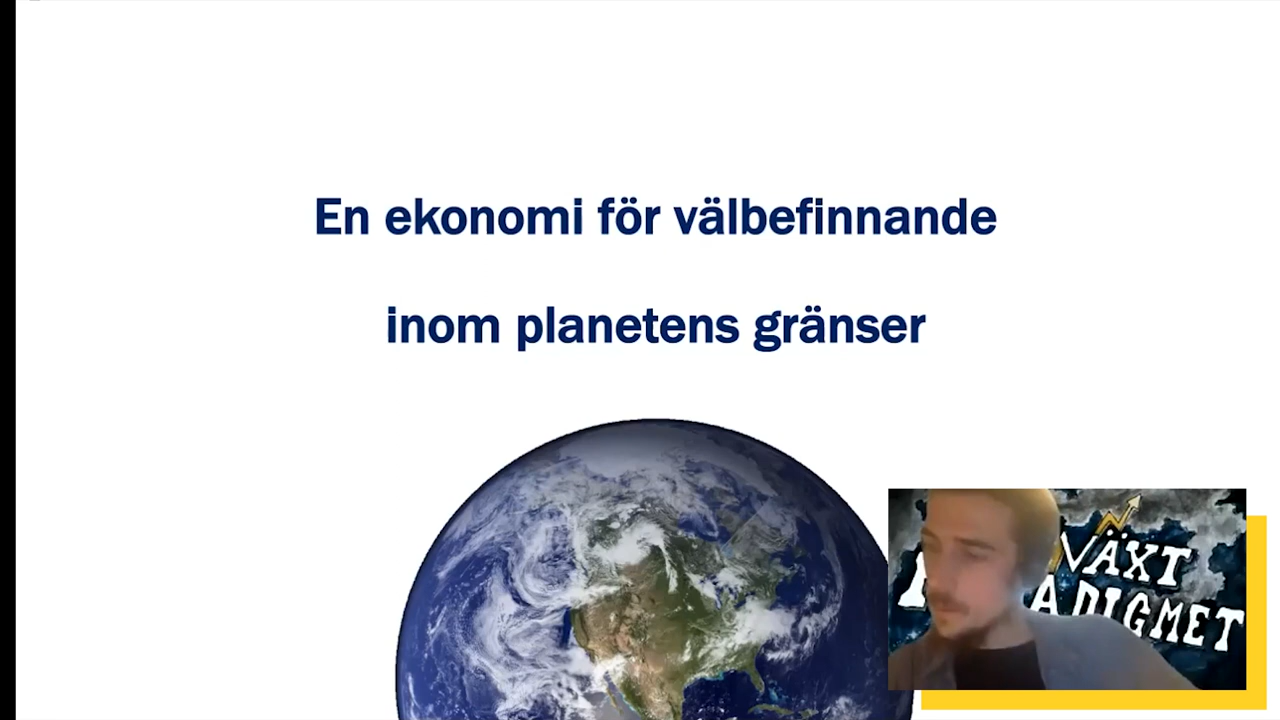 En ekonomi för välbefinnande
inom planetens gränser
VÄXT
ADIGMET